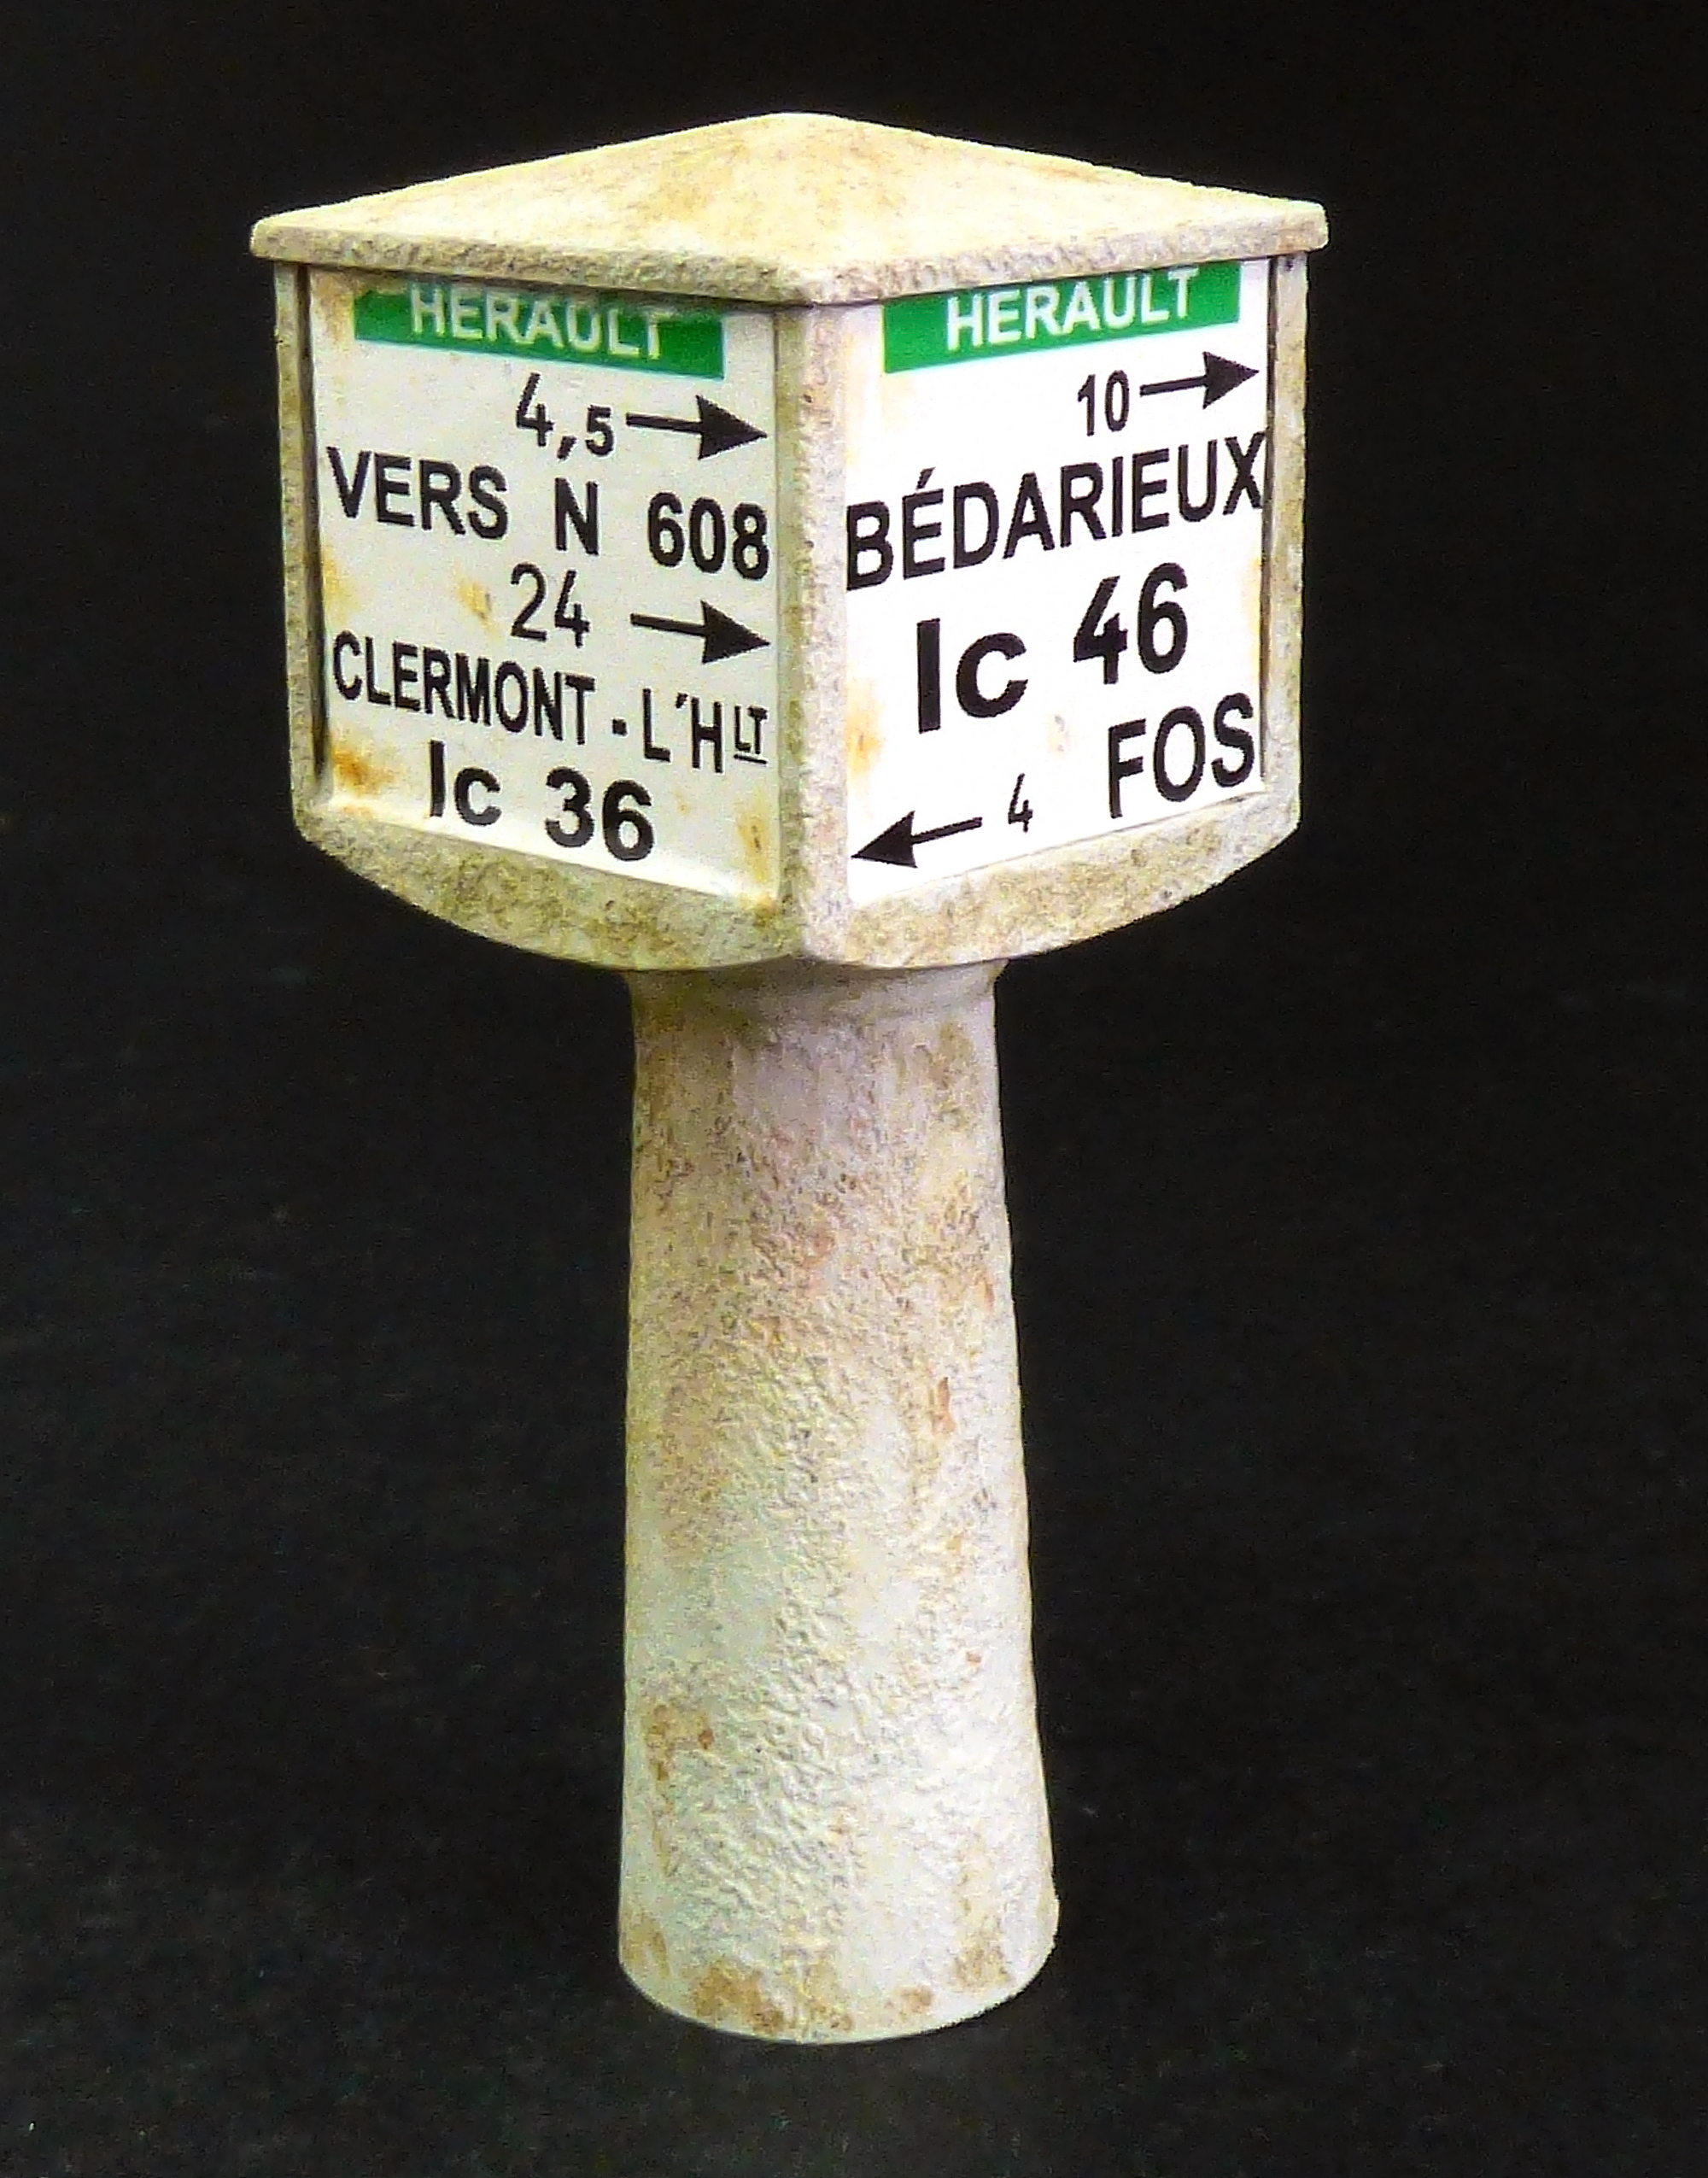 HERAULT
4,5 →
VERS N 608
24 →
CLERMONT - L'HLT
Ic 36
HERAULT
10 →
BÉDARIEUX
Ic 46
FOS
← 4